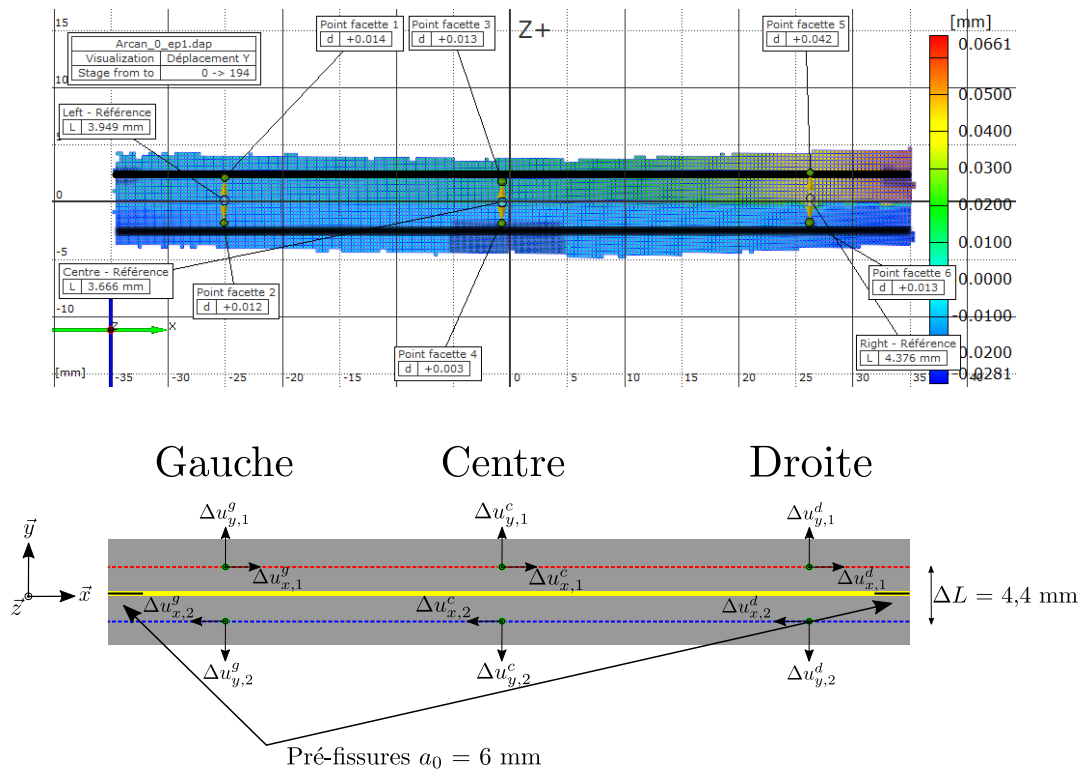 [mm]
15
10
5
0
-5
-10
[mm]
-35
-30
-25
-20
-15
-10
0
5
10
15
20
25
30
35
40
Z+
Arcan_0_ep1.dap
Visualization Déplacement Y
Stage from to 0 -> 194
Point facette 1
d +0.014
Point facette 3
d +0.013
Point facette 5
d +0.042
Left - Référence
L 3.949 mm
Centre - Référence
L 3.666 mm
Point facette 2
d +0.012
Point facette 4
d +0.003
Point facette 6
d +0.013
Right - Référence
L 4.376 mm
x
0.0661
0.0500
0.0400
0.0300
0.0200
0.0100
0.0000
-0.0100
0.0200
-0.0281
Gauche Centre Droite
Δu^g_{y,1} Δu^c_{y,1} Δu^d_{y,1}
y⃗
Δu^g_{x,1} Δu^c_{x,1} Δu^d_{x,1}
z⃗ x⃗
ΔL = 4,4 mm
Δu^g_{x,2} Δu^c_{x,2} Δu^d_{x,2}
Δu^g_{y,2} Δu^c_{y,2} Δu^d_{y,2}
Pré-fissures a₀ = 6 mm